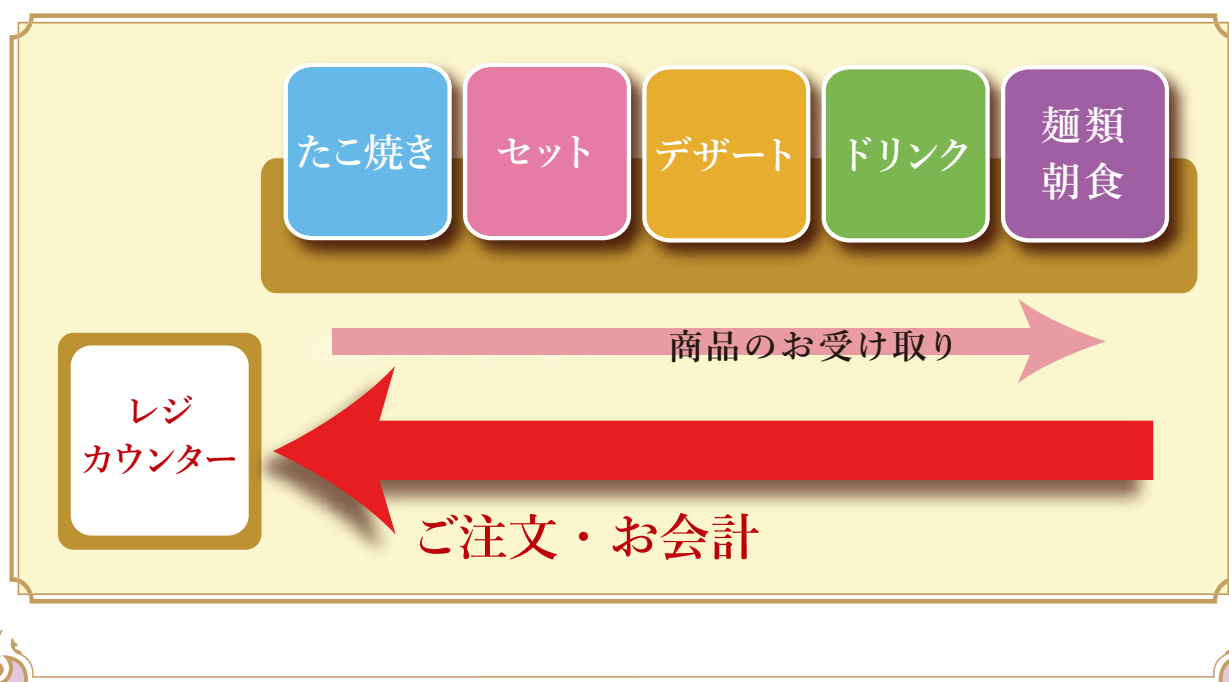 たこ焼き
セット
デザート
ドリンク
麺類
朝食
商品のお受け取り
レジ
カウンター
ご注文・お会計